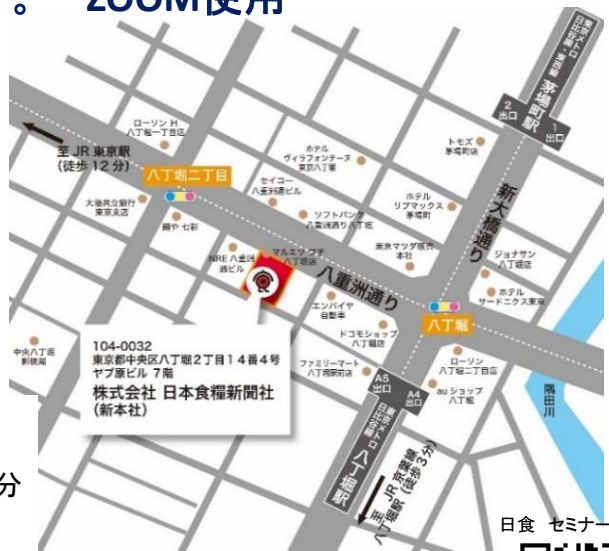 。 ZOOM使用
東京メトロ
日比谷線・東西線
茅場町駅
2
出口
1
出口
ローソン H
八丁堀一丁目店
至 JR 東京駅
(徒歩 12 分)
ホテル
ヴィラフォンテーヌ
東京八丁堀
トモズ
茅場町店
八丁堀二丁目
セイコー
八重洲通ビル
新大橋通り
大垣共立銀行
東京支店
ホテル
リブマックス
茅場町
ソフトバンク
八重洲通り八丁堀
麺や 七彩
東京マツダ販売
本社
ジョナサン
八丁堀店
NRE 八重洲
通ビル
マルエツ プチ
八丁堀店
八重洲通り
ホテル
サードニクス東京
エンパイヤ
自動車
八丁堀
ドコモショップ
八丁堀店
中央八丁堀
郵便局
104-0032
東京都中央区八丁堀2丁目14番4号
ヤブ原ビル 7階
株式会社 日本食糧新聞社
(新本社)
ファミリーマート
八丁堀駅前店
ローソン
八丁堀二丁目店
A5
出口
A4
出口
au ショップ
八丁堀
隅田川
東京メトロ
日比谷線
八丁堀駅
至 JR 京葉線
八丁堀駅 (徒歩3分)
分
日食 セミナー